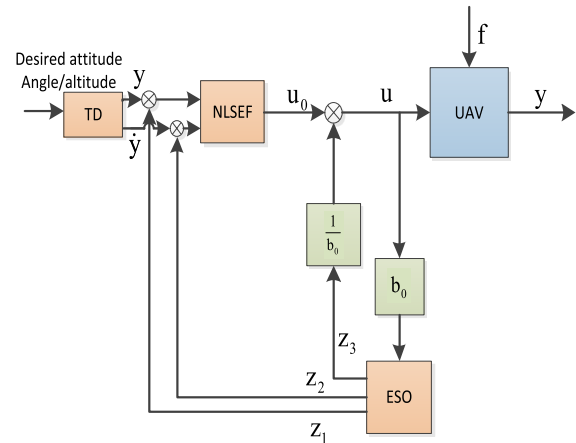 Desired attitude
Angle/altitude
TD
y
ẏ
NLSEF
u₀
u
f
UAV
y
1
b₀
b₀
z₃
z₂
z₁
ESO